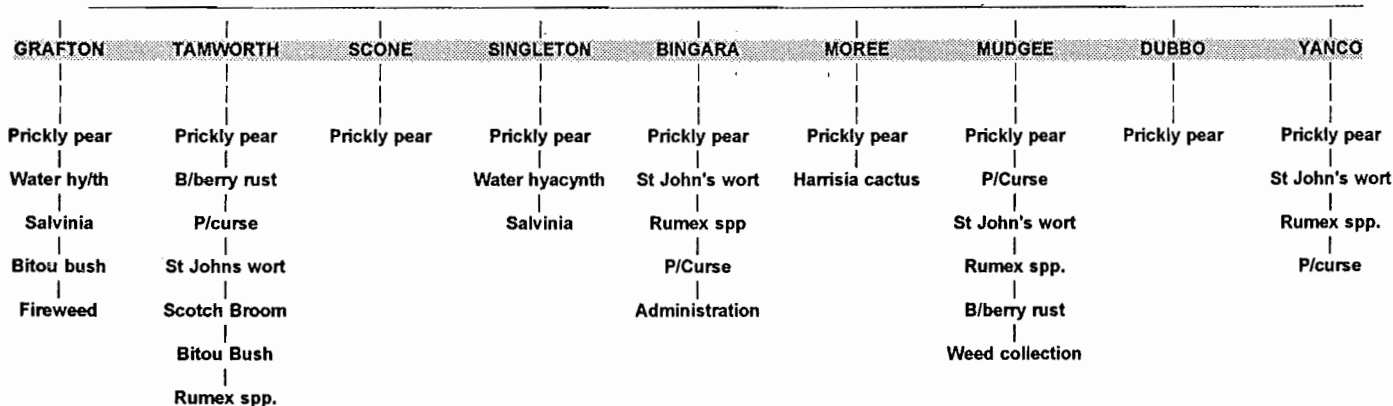 GRAFTON TAMWORTH SCONE SINGLETON BINGARA MOREE MUDGEE DUBBO YANCO
Prickly pear Prickly pear Prickly pear Prickly pear Prickly pear Prickly pear Prickly pear Prickly pear Prickly pear
Water hy/th B/berry rust Water hyacynth St John's wort Harrisia cactus P/Curse St John's wort
Salvinia P/curse Salvinia Rumex spp St John's wort Rumex spp.
Bitou bush St Johns wort P/Curse Rumex spp. P/curse
Fireweed Scotch Broom Administration B/berry rust
Bitou Bush Weed collection
Rumex spp.